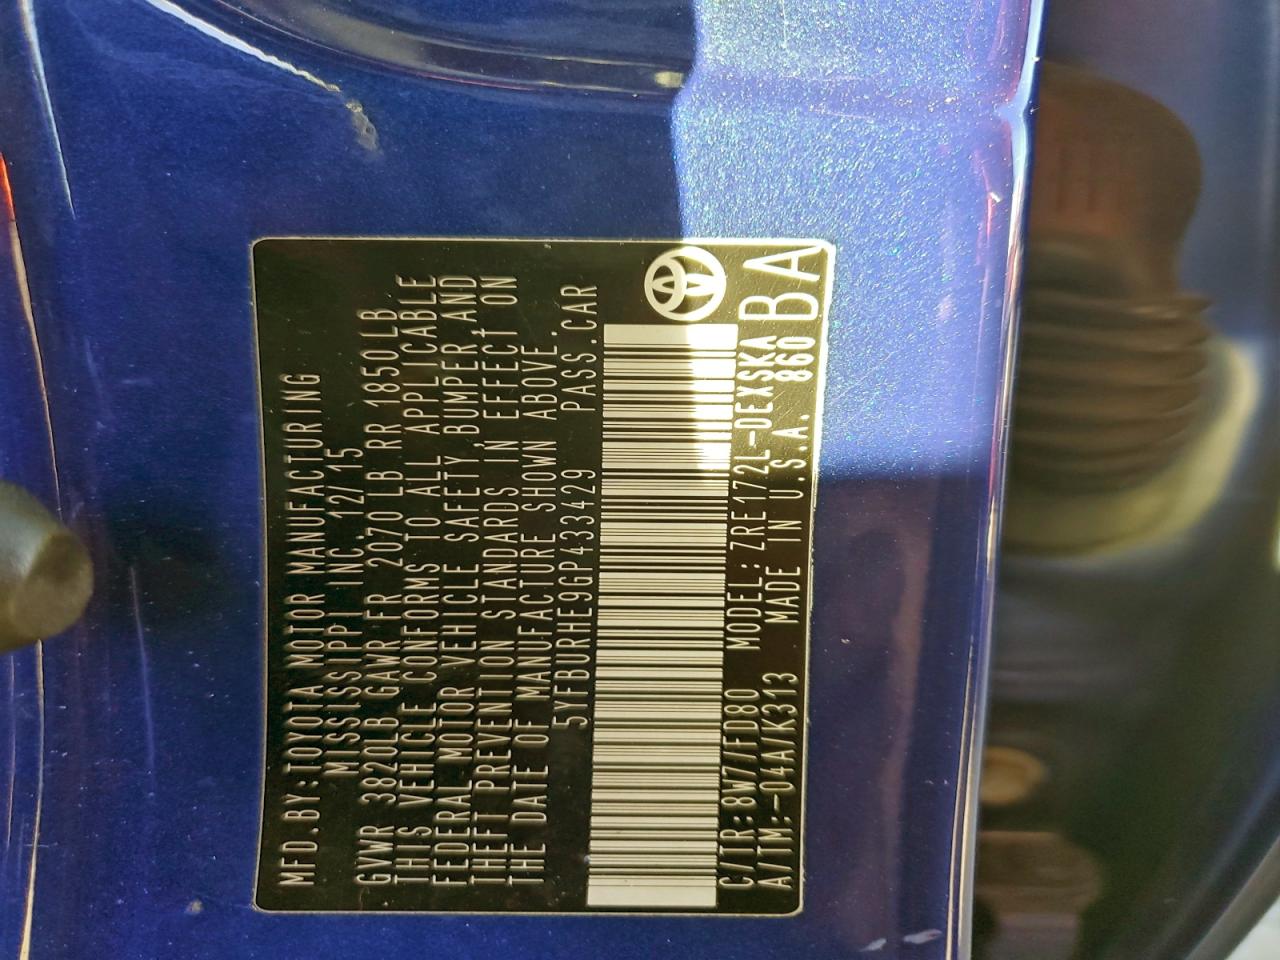 MFD.BY:TOYOTA MOTOR MANUFACTURING
MISSISSIPPI INC. 12/15
GVWR 3820LB GAWR FR 2070LB RR 1850LB
THIS VEHICLE CONFORMS TO ALL APPLICABLE
FEDERAL MOTOR VEHICLE SAFETY,BUMPER,AND
THEFT PREVENTION STANDARDS IN EFFECT ON
THE DATE OF MANUFACTURE SHOWN ABOVE.
5YFBURHE9GP433429 PASS.CAR
C/TR:8W7/FD80 MODEL:ZRE172L-DEXSKA BA
A/TM:-04A/K313 MADE IN U.S.A. 860 BA